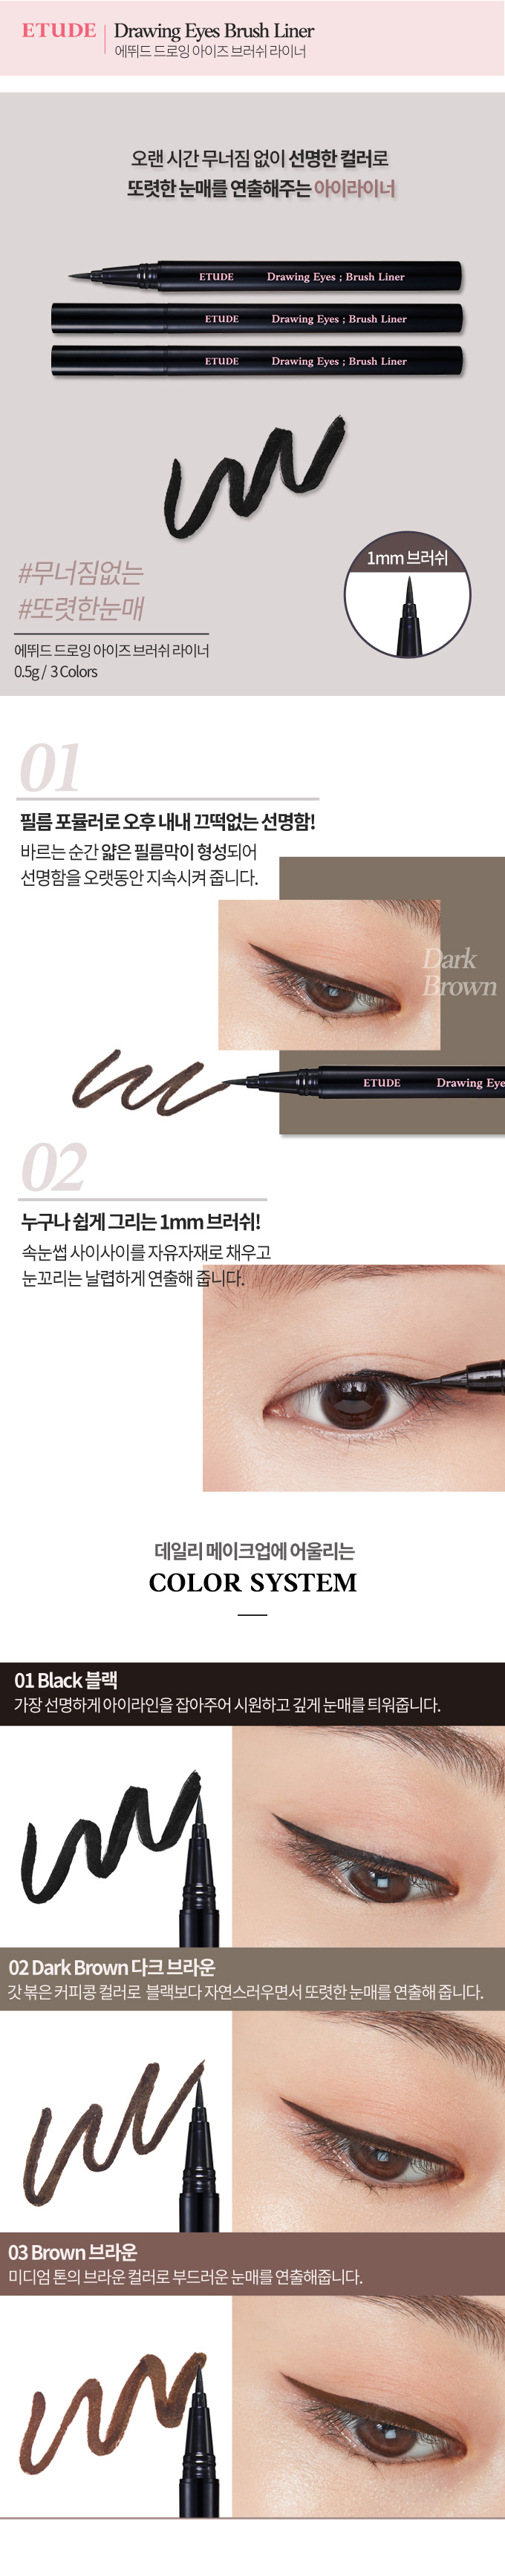 ETUDE Drawing Eyes Brush Liner
에뛰드 드로잉 아이즈 브러쉬 라이너
오랜 시간 무너짐 없이 선명한 컬러로
또렷한 눈매를 연출해주는 아이라이너
ETUDE Drawing Eyes ; Brush Liner
ETUDE Drawing Eyes ; Brush Liner
ETUDE Drawing Eyes ; Brush Liner
1mm 브러쉬
#무너짐없는
#또렷한눈매
에뛰드 드로잉 아이즈 브러쉬 라이너
0.5g / 3 Colors
01
필름 포뮬러로 오후 내내 끄떡없는 선명함!
바르는 순간 얇은 필름막이 형성되어
선명함을 오랫동안 지속시켜 줍니다.
Dark
Brown
ETUDE Drawing Eye
02
누구나 쉽게 그리는 1mm 브러쉬!
속눈썹 사이사이를 자유자재로 채우고
눈꼬리는 날렵하게 연출해 줍니다.
데일리 메이크업에 어울리는
COLOR SYSTEM
01 Black 블랙
가장 선명하게 아이라인을 잡아주어 시원하고 깊게 눈매를 틔워줍니다.
02 Dark Brown 다크 브라운
갓 볶은 커피콩 컬러로 블랙보다 자연스러우면서 또렷한 눈매를 연출해 줍니다.
03 Brown 브라운
미디엄 톤의 브라운 컬러로 부드러운 눈매를 연출해줍니다.